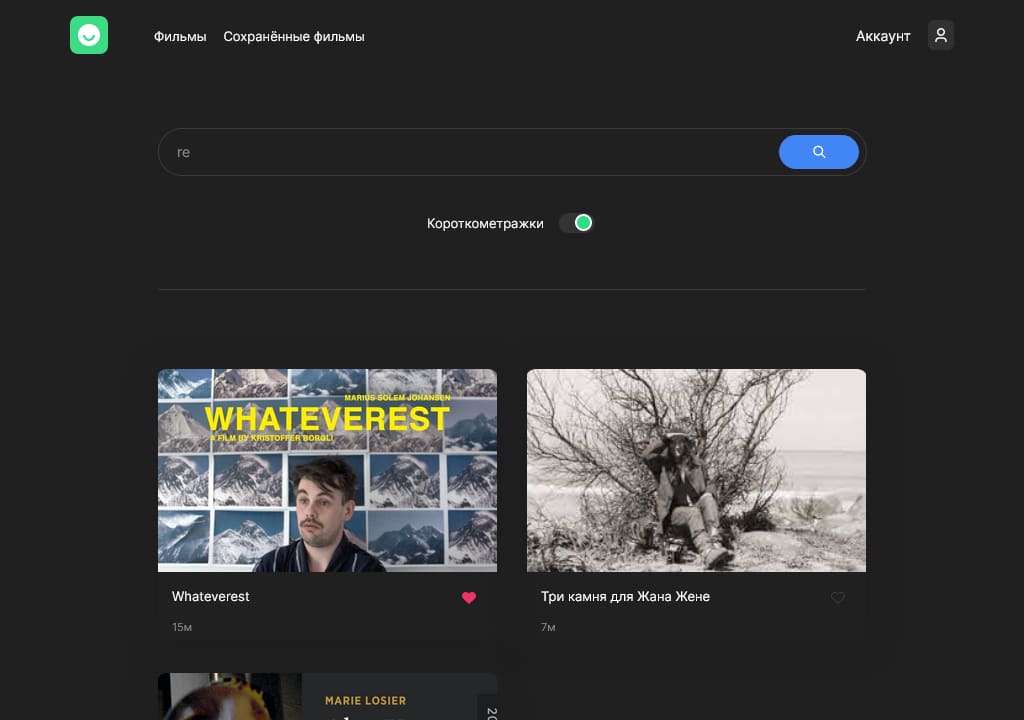 Фильмы
Сохранённые фильмы
Аккаунт
re
Короткометражки
MARIUS SOLEM JOHANSEN
WHATEVEREST
A FILM BY KRISTOFFER BORGLI
Whateverest
15м
Три камня для Жана Жене
7м
MARIE LOSIER
20